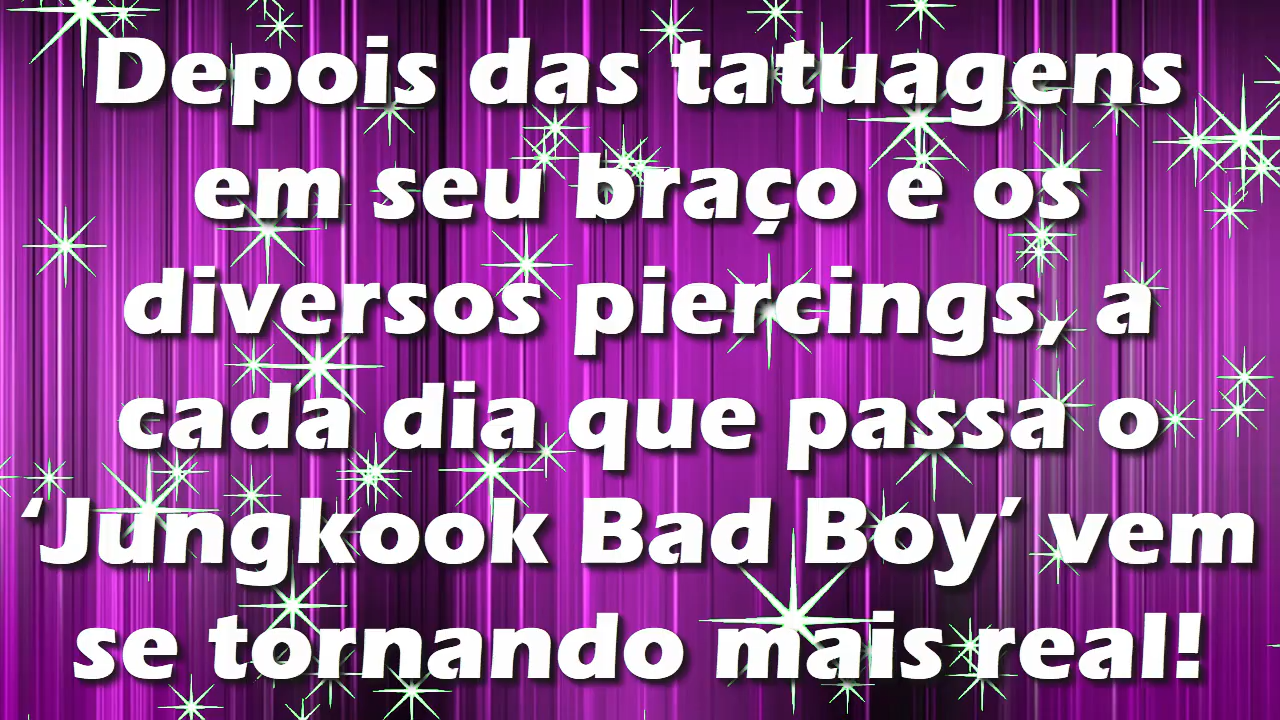 Depois das tatuagens
em seu braço e os
diversos piercings, a
cada dia que passa o
‘Jungkook Bad Boy’ vem
se tornando mais real!